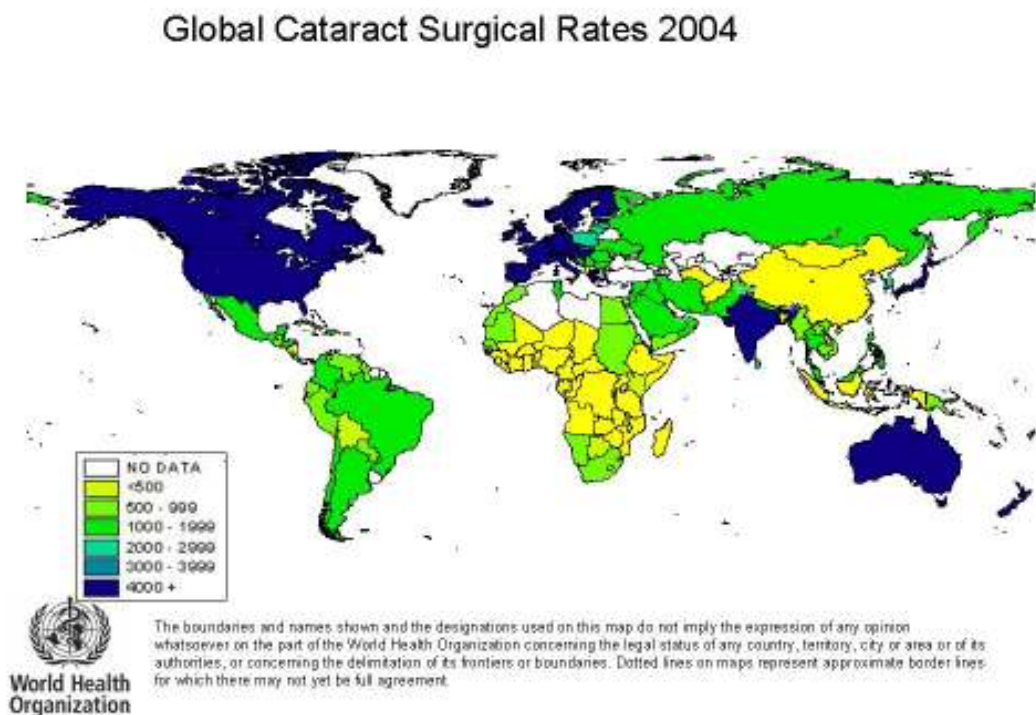 Global Cataract Surgical Rates 2004
NO DATA
<500
500 - 999
1000 - 1999
2000 - 2999
3000 - 3999
4000 +
The boundaries and names shown and the designations used on this map do not imply the expression of any opinion
whatsoever on the part of the World Health Organization concerning the legal status of any country, territory, city or area or of its
authorities, or concerning the delimitation of its frontiers or boundaries. Dotted lines on maps represent approximate border lines
for which there may not yet be full agreement.
World Health
Organization